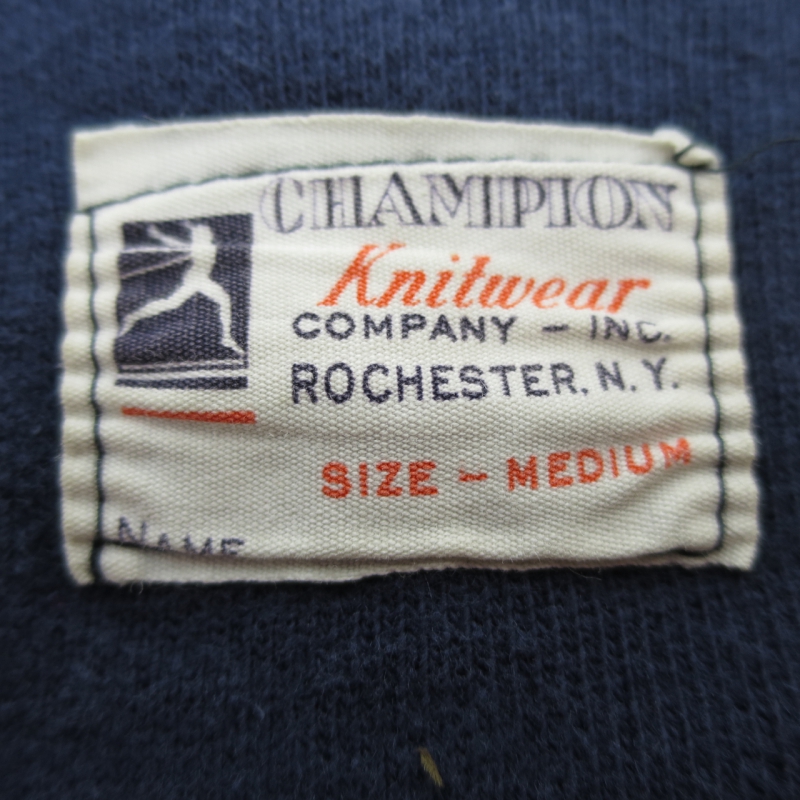 CHAMPION
Knitwear
COMPANY - INC.
ROCHESTER, N.Y.
SIZE - MEDIUM
NAME